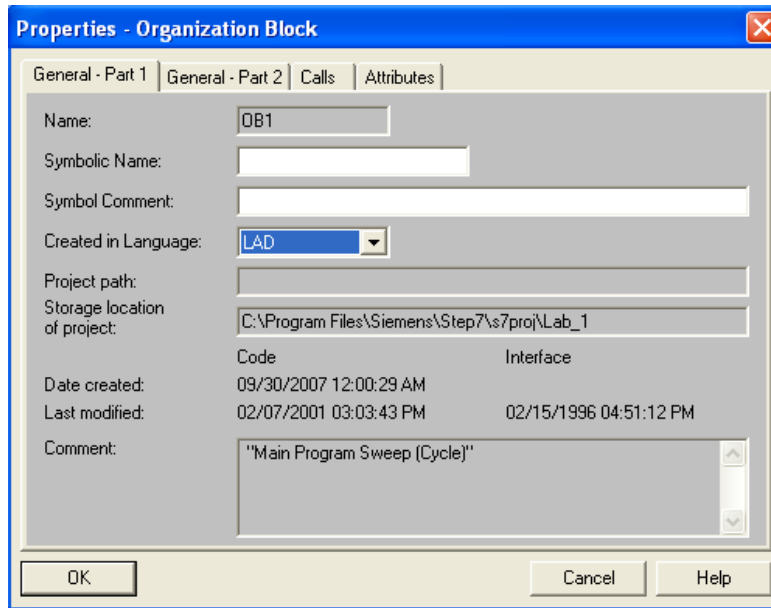 Properties - Organization Block
General - Part 1 General - Part 2 Calls Attributes
Name: OB1
Symbolic Name:
Symbol Comment:
Created in Language: LAD
Project path:
Storage location
of project: C:\Program Files\Siemens\Step7\s7proj\Lab_1
Code Interface
Date created: 09/30/2007 12:00:29 AM
Last modified: 02/07/2001 03:03:43 PM 02/15/1996 04:51:12 PM
Comment: "Main Program Sweep (Cycle)"
OK Cancel Help